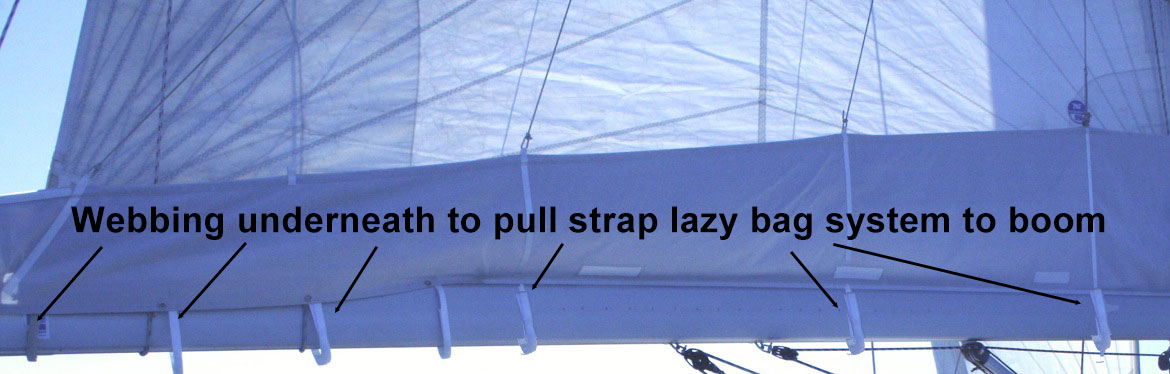 Webbing underneath to pull strap lazy bag system to boom